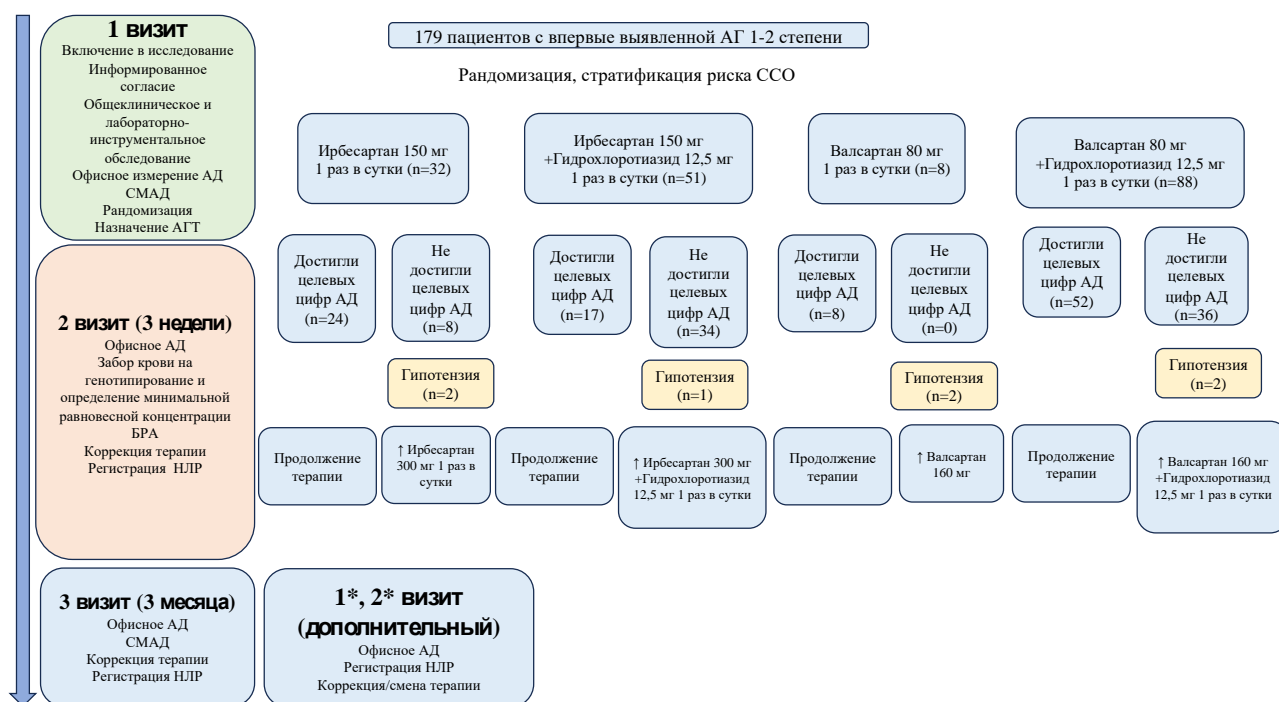 1 визит
Включение в исследование
Информированное
согласие
Общеклиническое и
лабораторно-
инструментальное
обследование
Офисное измерение АД
СМАД
Рандомизация
Назначение АГТ
179 пациентов с впервые выявленной АГ 1-2 степени
Рандомизация, стратификация риска ССО
Ирбесартан 150 мг
1 раз в сутки (n=32)
Ирбесартан 150 мг
+Гидрохлоротиазид 12,5 мг
1 раз в сутки (n=51)
Валсартан 80 мг
1 раз в сутки (n=8)
Валсартан 80 мг
+Гидрохлоротиазид 12,5 мг
1 раз в сутки (n=88)
2 визит (3 недели)
Офисное АД
Забор крови на
генотипирование и
определение минимальной
равновесной концентрации
БРА
Коррекция терапии
Регистрация НЛР
Достигли
целевых
цифр АД
(n=24)
Не
достигли
целевых
цифр АД
(n=8)
Достигли
целевых
цифр АД
(n=17)
Не
достигли
целевых
цифр АД
(n=34)
Достигли
целевых
цифр АД
(n=8)
Не
достигли
целевых
цифр АД
(n=0)
Достигли
целевых
цифр АД
(n=52)
Не
достигли
целевых
цифр АД
(n=36)
Гипотензия
(n=2)
Гипотензия
(n=1)
Гипотензия
(n=2)
Гипотензия
(n=2)
Продолжение
терапии
↑ Ирбесартан
300 мг 1 раз в
сутки
Продолжение
терапии
↑ Ирбесартан 300 мг
+Гидрохлоротиазид
12,5 мг 1 раз в сутки
Продолжение
терапии
↑ Валсартан
160 мг
Продолжение
терапии
↑ Валсартан 160 мг
+Гидрохлоротиазид
12,5 мг 1 раз в сутки
3 визит (3 месяца)
Офисное АД
СМАД
Коррекция терапии
Регистрация НЛР
1*, 2* визит
(дополнительный)
Офисное АД
Регистрация НЛР
Коррекция/смена терапии